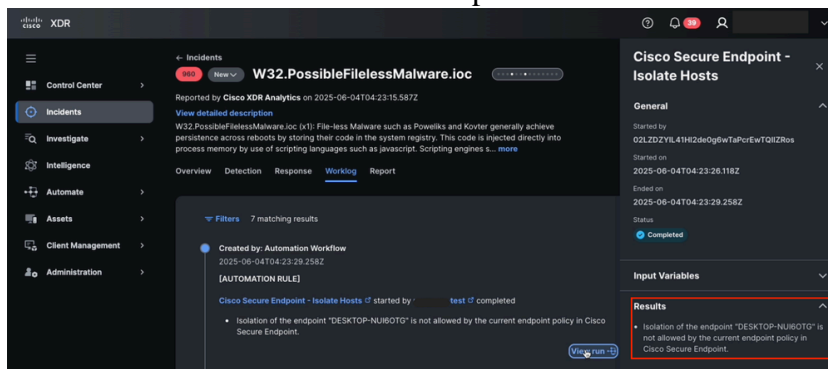 cisco XDR
39
Control Center
Incidents
Investigate
Intelligence
Automate
Assets
Client Management
Administration
← Incidents
960 New W32.PossibleFilelessMalware.ioc
Reported by Cisco XDR Analytics on 2025-06-04T04:23:15.587Z
View detailed description
W32.PossibleFilelessMalware.ioc (x1): File-less Malware such as Poweliks and Kovter generally achieve
persistence across reboots by storing their code in the system registry. This code is injected directly into
process memory by use of scripting languages such as javascript. Scripting engines s... more
Overview Detection Response Worklog Report
Filters 7 matching results
Created by: Automation Workflow
2025-06-04T04:23:29.258Z
[AUTOMATION RULE]
Cisco Secure Endpoint - Isolate Hosts started by test completed
• Isolation of the endpoint "DESKTOP-NUI6OTG" is not allowed by the current endpoint policy in Cisco
Secure Endpoint.
View run
Cisco Secure Endpoint -
Isolate Hosts
General
Started by
02LZDZYIL41HI2de0g6wTaPcrEwTQIIZRos
Started on
2025-06-04T04:23:26.118Z
Ended on
2025-06-04T04:23:29.258Z
Status
Completed
Input Variables
Results
• Isolation of the endpoint "DESKTOP-NUI6OTG" is
not allowed by the current endpoint policy in
Cisco Secure Endpoint.